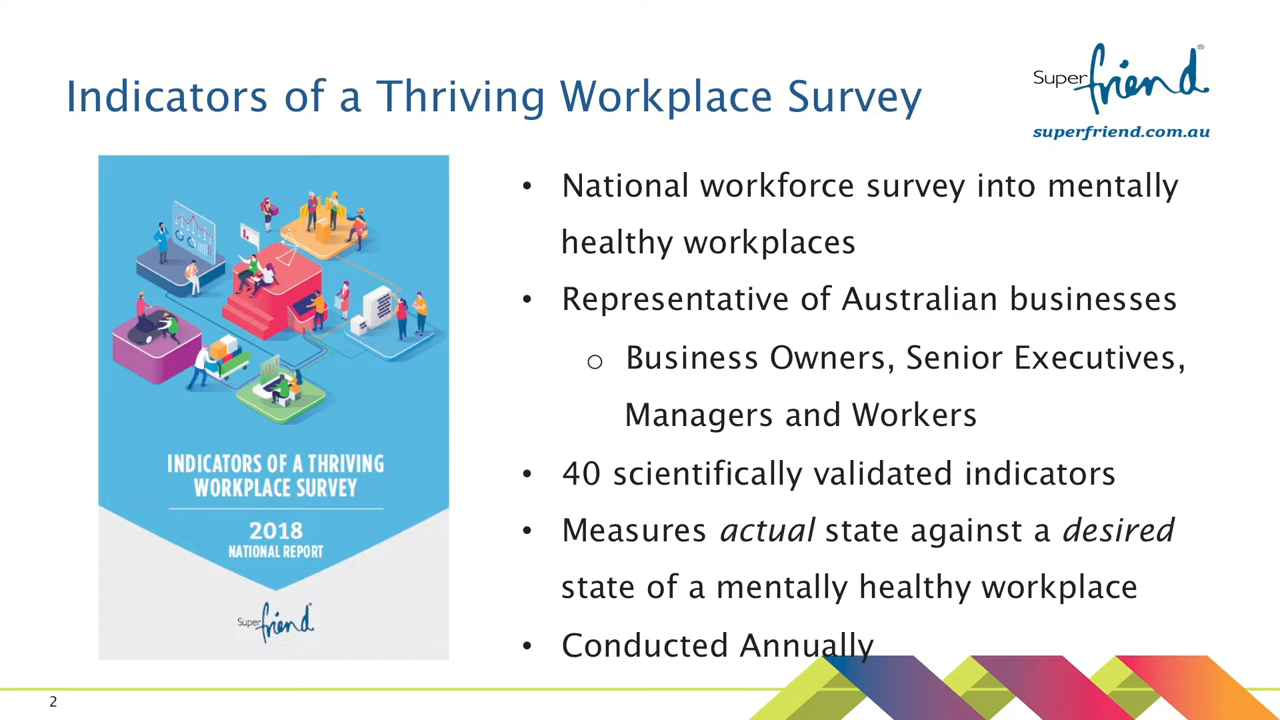 Indicators of a Thriving Workplace Survey
Super friend®
superfriend.com.au
• National workforce survey into mentally
healthy workplaces
• Representative of Australian businesses
o Business Owners, Senior Executives,
Managers and Workers
• 40 scientifically validated indicators
• Measures actual state against a desired
state of a mentally healthy workplace
• Conducted Annually
INDICATORS OF A THRIVING
WORKPLACE SURVEY
2018
NATIONAL REPORT
Super friend
2